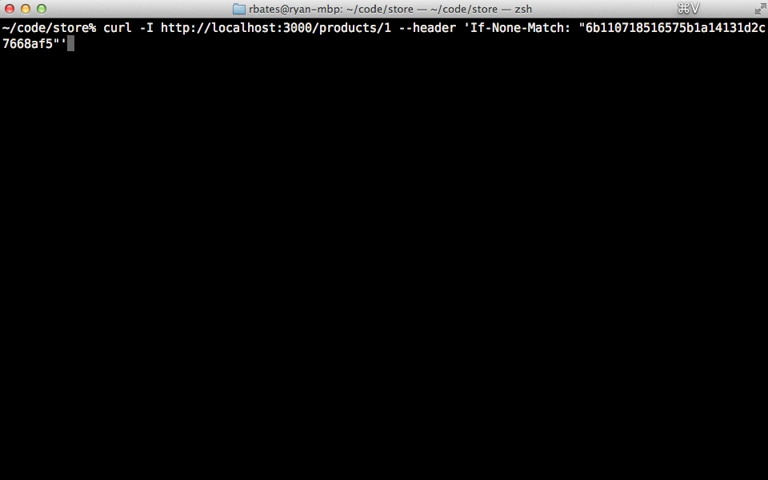 rbates@ryan-mbp: ~/code/store — ~/code/store — zsh
⌘V
~/code/store% curl -I http://localhost:3000/products/1 --header 'If-None-Match: "6b110718516575b1a14131d2c
7668af5"'